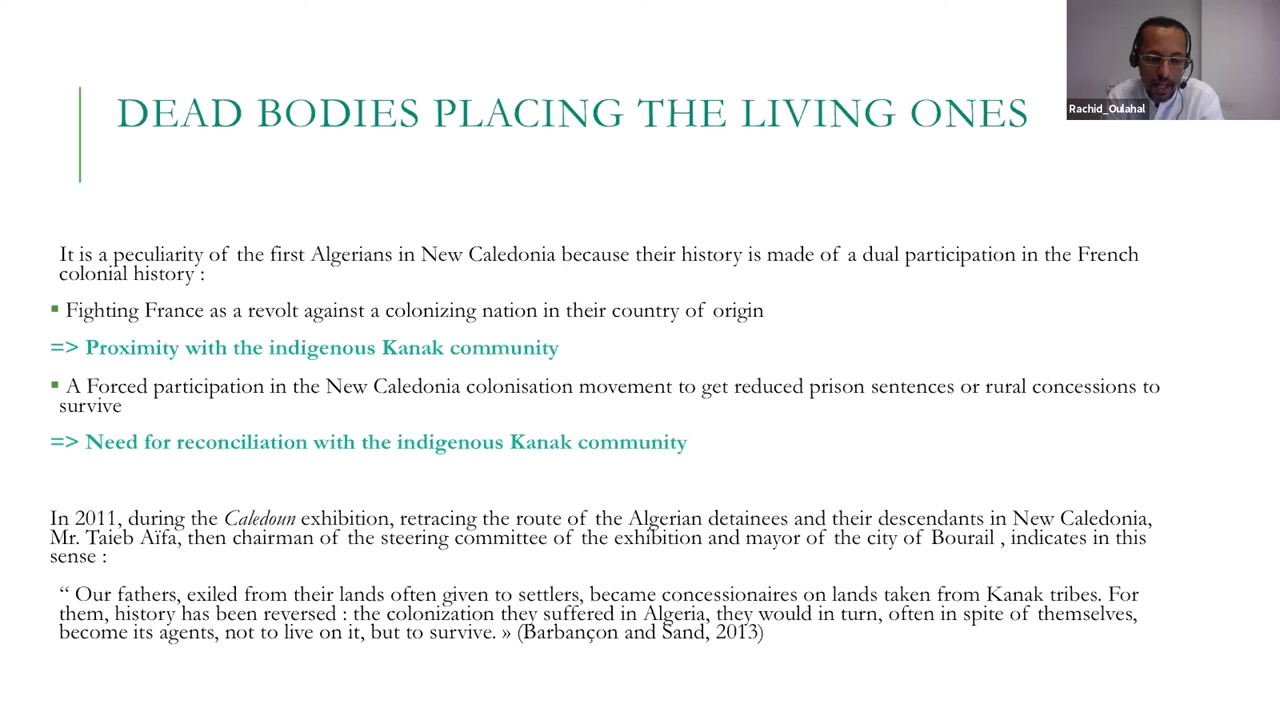 DEAD BODIES PLACING THE LIVING ONES
Rachid_Oulahal
It is a peculiarity of the first Algerians in New Caledonia because their history is made of a dual participation in the French
colonial history :
▪ Fighting France as a revolt against a colonizing nation in their country of origin
=> Proximity with the indigenous Kanak community
▪ A Forced participation in the New Caledonia colonisation movement to get reduced prison sentences or rural concessions to
survive
=> Need for reconciliation with the indigenous Kanak community
In 2011, during the Caledoun exhibition, retracing the route of the Algerian detainees and their descendants in New Caledonia,
Mr. Taieb Aïfa, then chairman of the steering committee of the exhibition and mayor of the city of Bourail , indicates in this
sense :
“ Our fathers, exiled from their lands often given to settlers, became concessionaires on lands taken from Kanak tribes. For
them, history has been reversed : the colonization they suffered in Algeria, they would in turn, often in spite of themselves,
become its agents, not to live on it, but to survive. » (Barbançon and Sand, 2013)